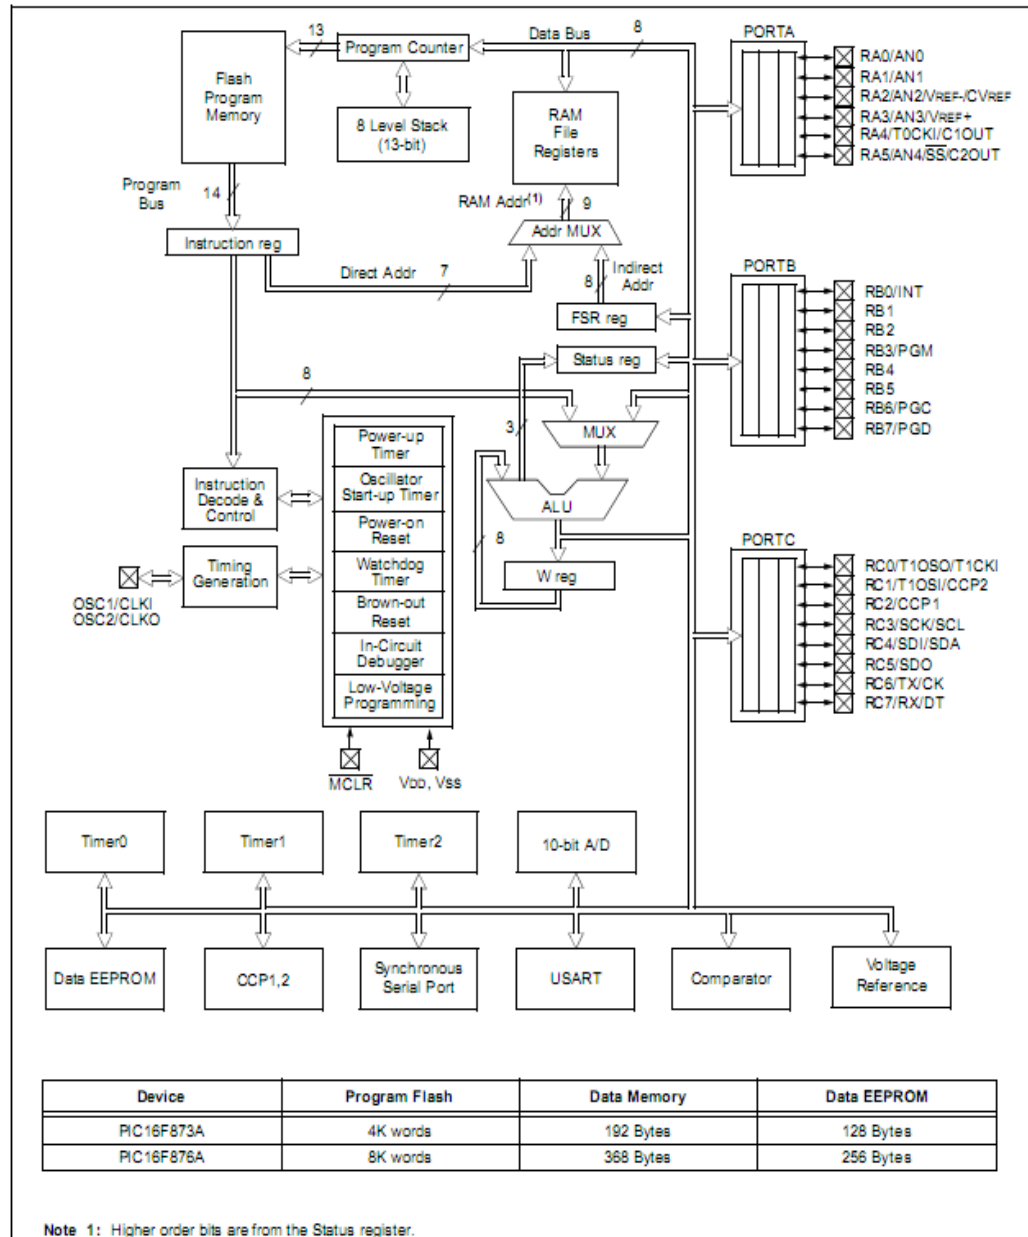 13
Program Counter
Data Bus
8
PORTA
Flash
Program
Memory
8 Level Stack
(13-bit)
RAM
File
Registers
RA0/AN0
RA1/AN1
RA2/AN2/VREF-/CVREF
RA3/AN3/VREF+
RA4/T0CKI/C1OUT
RA5/AN4/SS/C2OUT
Program
Bus
14
RAM Addr(1)
9
Instruction reg
Addr MUX
Direct Addr
7
8
Indirect
Addr
FSR reg
Status reg
PORTB
RB0/INT
RB1
RB2
RB3/PGM
RB4
RB5
RB6/PGC
RB7/PGD
8
3
MUX
Power-up
Timer
Oscillator
Start-up Timer
Power-on
Reset
Watchdog
Timer
Brown-out
Reset
In-Circuit
Debugger
Low-Voltage
Programming
Instruction
Decode &
Control
Timing
Generation
OSC1/CLKI
OSC2/CLKO
ALU
8
W reg
PORTC
RC0/T1OSO/T1CKI
RC1/T1OSI/CCP2
RC2/CCP1
RC3/SCK/SCL
RC4/SDI/SDA
RC5/SDO
RC6/TX/CK
RC7/RX/DT
MCLR
VDD, VSS
Timer0
Timer1
Timer2
10-bit A/D
Data EEPROM
CCP1,2
Synchronous
Serial Port
USART
Comparator
Voltage
Reference
Device Program Flash Data Memory Data EEPROM
PIC16F873A 4K words 192 Bytes 128 Bytes
PIC16F876A 8K words 368 Bytes 256 Bytes
Note 1: Higher order bits are from the Status register.